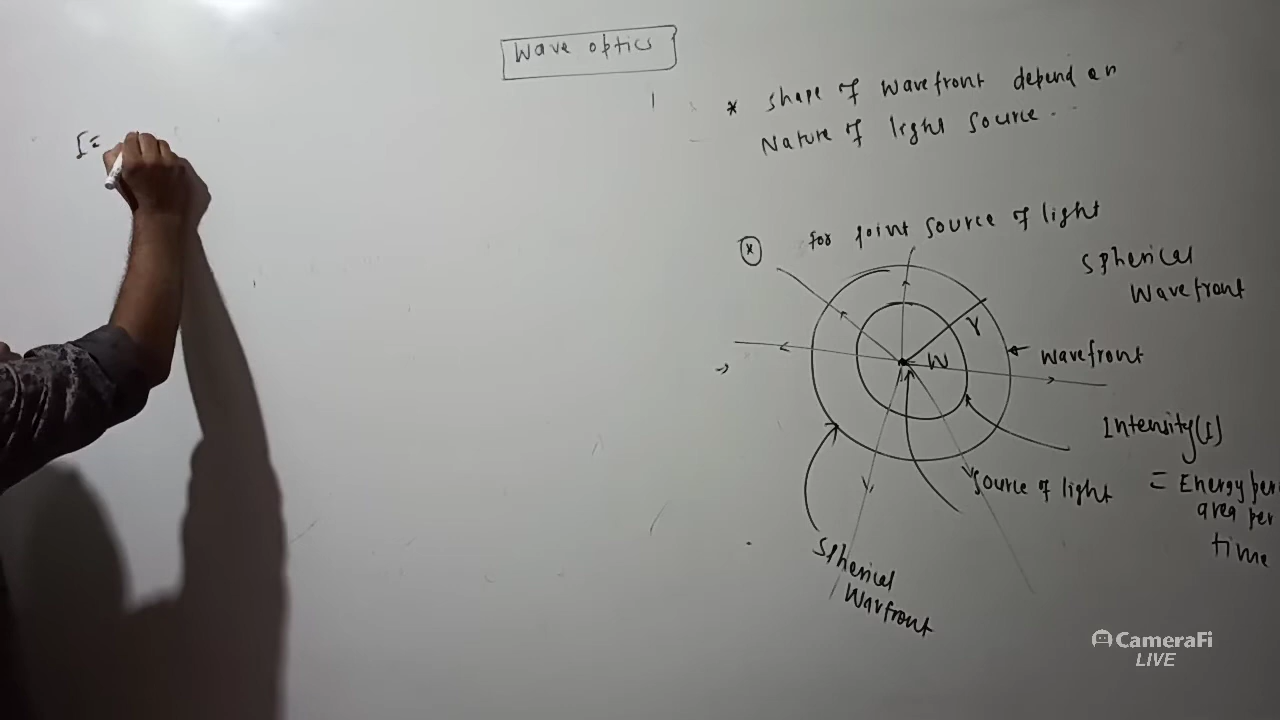 Wave optics
* Shape of Wavefront depend on
Nature of light source.
I =
* for point source of light
Spherical
Wavefront
r
W
Wavefront
Intensity(I)
= Energy per
area per
time
Source of light
Spherical
Wavfront
CameraFi
LIVE